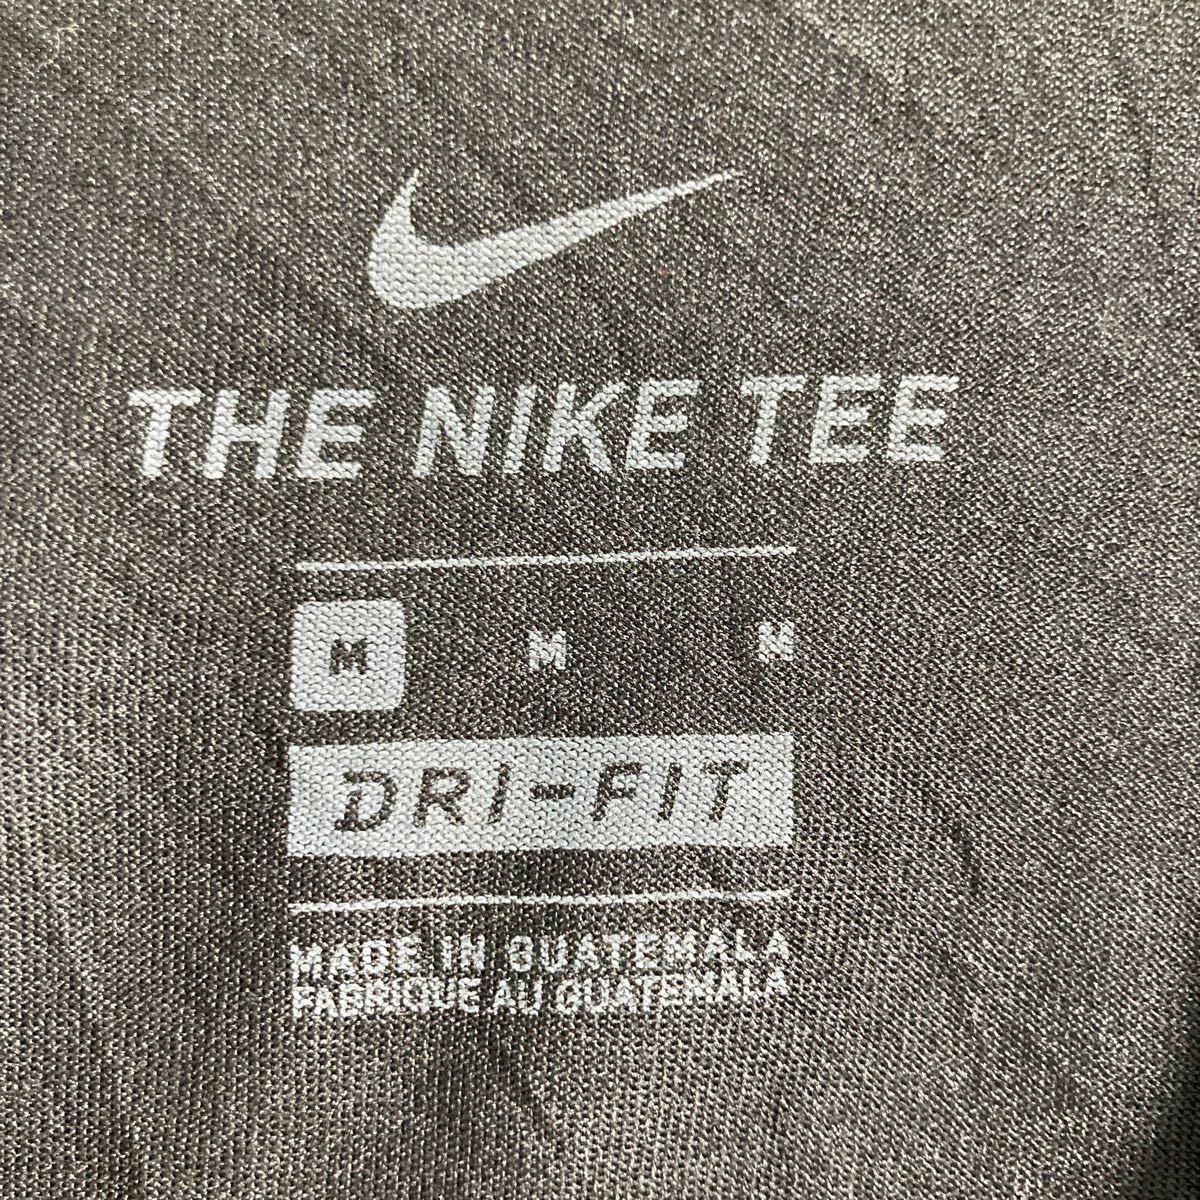 THE NIKE TEE
M M M
DRI-FIT
MADE IN GUATEMALA
FABRIQUE AU GUATEMALA